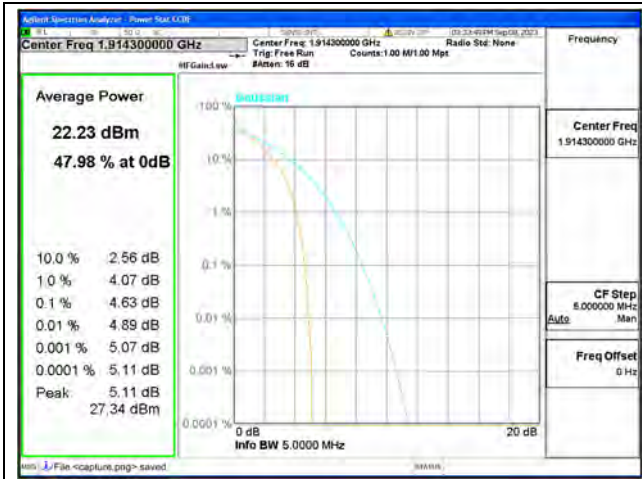 Agilent Spectrum Analyzer - Power Stat CCDF
Center Freq 1.914300000 GHz
Center Freq: 1.914300000 GHz
Radio Std: None
Trig: Free Run
Counts:1.00 M/1.00 Mpt
#IFGain:Low
#Atten: 16 dB
03:33:49 PM Sep 08, 2023
Frequency
Average Power
22.23 dBm
47.98 % at 0dB
10.0 % 2.56 dB
1.0 % 4.07 dB
0.1 % 4.63 dB
0.01 % 4.89 dB
0.001 % 5.07 dB
0.0001 % 5.11 dB
Peak 5.11 dB
27.34 dBm
Gaussian
100 %
10 %
1 %
0.1 %
0.01 %
0.001 %
0.0001 %
0 dB
20 dB
Info BW 5.0000 MHz
Center Freq
1.914300000 GHz
CF Step
5.000000 MHz
Auto Man
Freq Offset
0 Hz
MSG File <capture.png> saved
STATUS